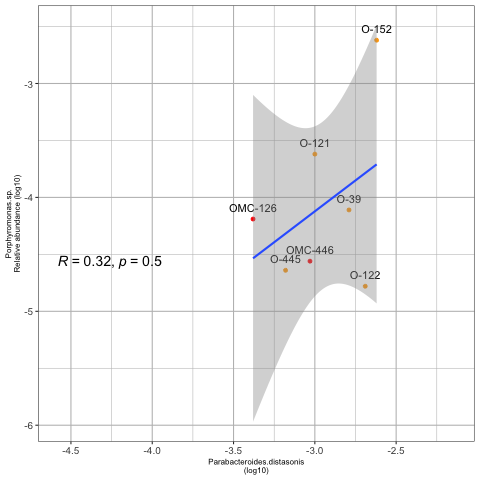 O-152
-3
O-121
Porphyromonas.sp.
Relative abundance (log10)
-4
O-39
OMC-126
OMC-446
R = 0.32, p = 0.5
O-445
O-122
-5
-6
-4.5
-4.0
-3.5
-3.0
-2.5
Parabacteroides.distasonis
(log10)